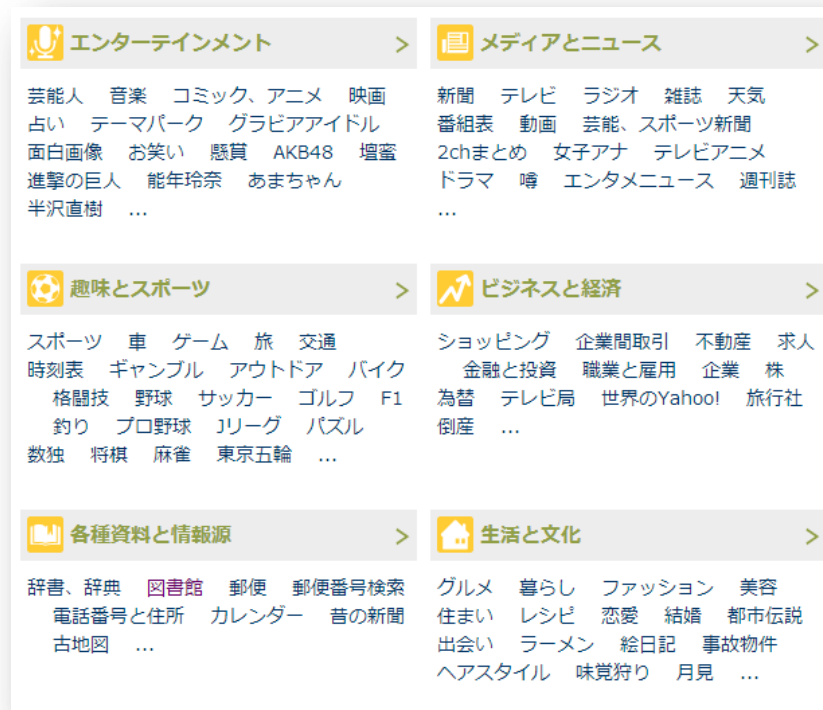 エンターテインメント >
芸能人 音楽 コミック、アニメ 映画
占い テーマパーク グラビアアイドル
面白画像 お笑い 懸賞 AKB48 壇蜜
進撃の巨人 能年玲奈 あまちゃん
半沢直樹 ...
メディアとニュース >
新聞 テレビ ラジオ 雑誌 天気
番組表 動画 芸能、スポーツ新聞
2chまとめ 女子アナ テレビアニメ
ドラマ 噂 エンタメニュース 週刊誌
...
趣味とスポーツ >
スポーツ 車 ゲーム 旅 交通
時刻表 ギャンブル アウトドア バイク
格闘技 野球 サッカー ゴルフ F1
釣り プロ野球 Jリーグ パズル
数独 将棋 麻雀 東京五輪 ...
ビジネスと経済 >
ショッピング 企業間取引 不動産 求人
金融と投資 職業と雇用 企業 株
為替 テレビ局 世界のYahoo! 旅行社
倒産 ...
各種資料と情報源 >
辞書、辞典 図書館 郵便 郵便番号検索
電話番号と住所 カレンダー 昔の新聞
古地図 ...
生活と文化 >
グルメ 暮らし ファッション 美容
住まい レシピ 恋愛 結婚 都市伝説
出会い ラーメン 絵日記 事故物件
ヘアスタイル 味覚狩り 月見 ...